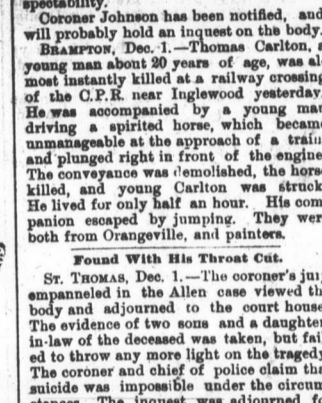 spectability.
Coroner Johnson has been notified, and
will probably hold an inquest on the body.
BRAMPTON, Dec. 1.—Thomas Carlton, a
young man about 20 years of age, was al-
most instantly killed at a railway crossing
of the C.P.R. near Inglewood yesterday.
He was accompanied by a young man
driving a spirited horse, which became
unmanageable at the approach of a train
and plunged right in front of the engine.
The conveyance was demolished, the horse
killed, and young Carlton was struck.
He lived for only half an hour. His com-
panion escaped by jumping. They were
both from Orangeville, and painters.
Found With His Throat Cut.
ST. THOMAS, Dec. 1.—The coroner's jury
empanneled in the Allen case viewed the
body and adjourned to the court house.
The evidence of two sons and a daughter-
in-law of the deceased was taken, but fail-
ed to throw any more light on the tragedy.
The coroner and chief of police claim that
suicide was impossible under the circum-
stances. The inquest was adjourned